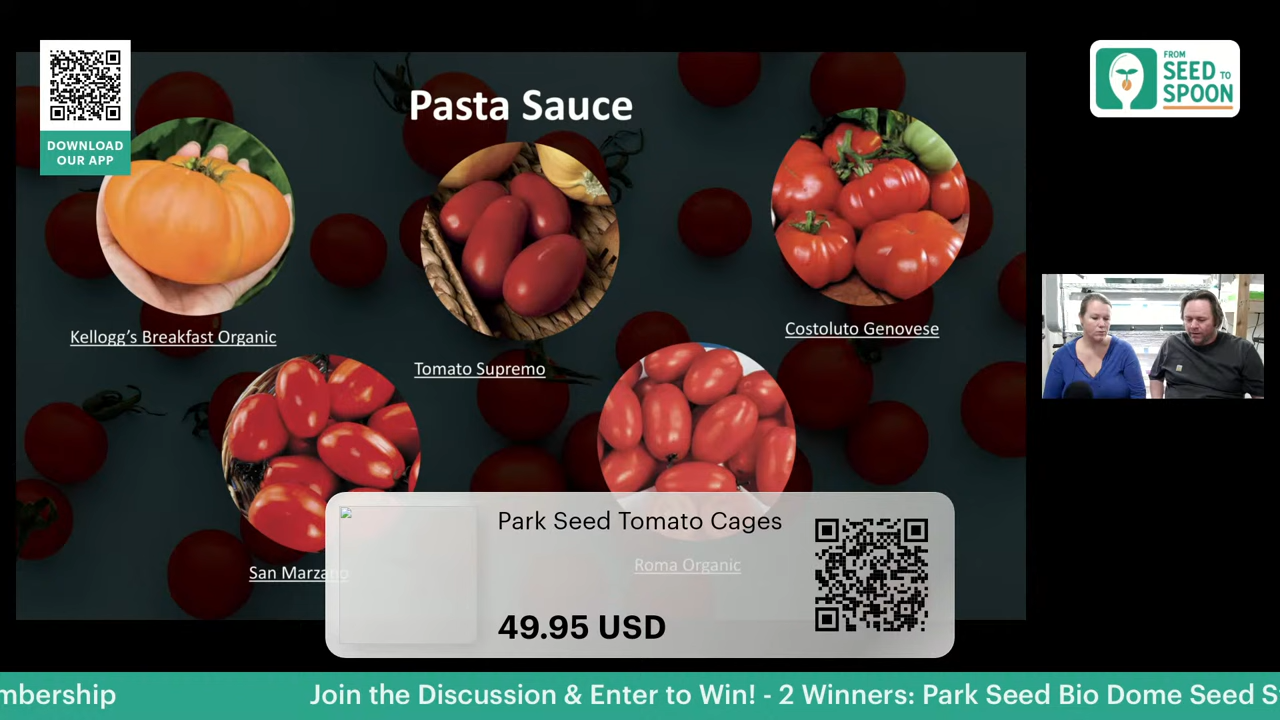 DOWNLOAD
OUR APP
FROM
SEED TO
SPOON
Pasta Sauce
Kellogg's Breakfast Organic
Tomato Supremo
Costoluto Genovese
San Marzano
Roma Organic
Park Seed Tomato Cages
49.95 USD
mbership
Join the Discussion & Enter to Win! - 2 Winners: Park Seed Bio Dome Seed S